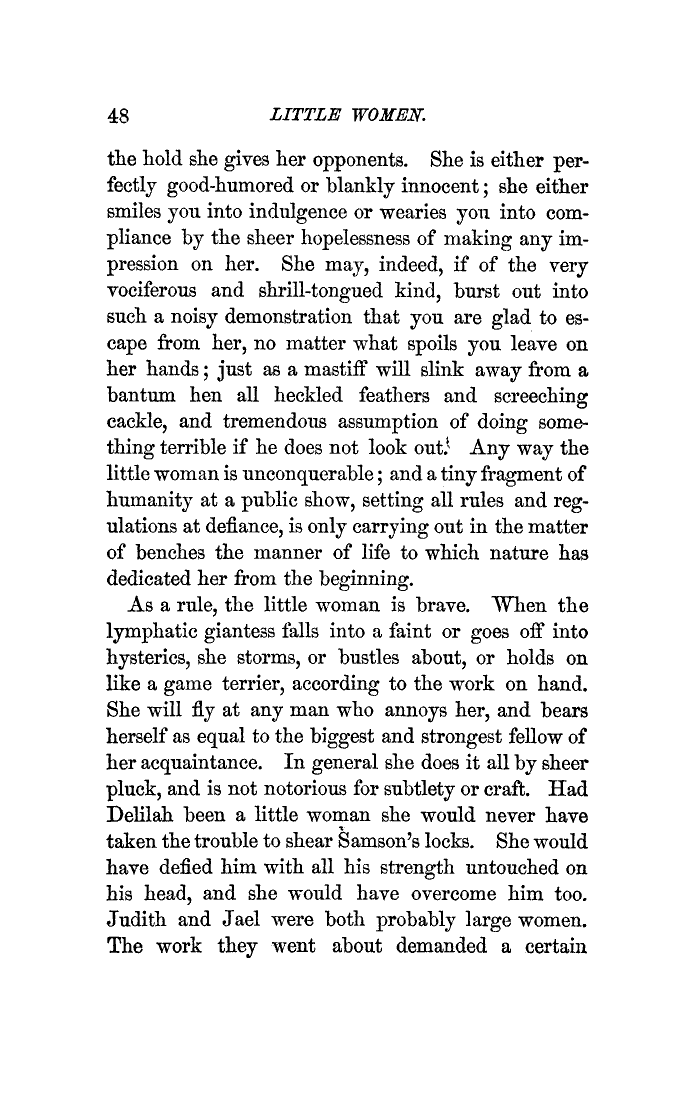 48 LITTLE WOMEN.
the hold she gives her opponents. She is either per-
fectly good-humored or blankly innocent; she either
smiles you into indulgence or wearies you into com-
pliance by the sheer hopelessness of making any im-
pression on her. She may, indeed, if of the very
vociferous and shrill-tongued kind, burst out into
such a noisy demonstration that you are glad to es-
cape from her, no matter what spoils you leave on
her hands; just as a mastiff will slink away from a
bantum hen all heckled feathers and screeching
cackle, and tremendous assumption of doing some-
thing terrible if he does not look out. Any way the
little woman is unconquerable; and a tiny fragment of
humanity at a public show, setting all rules and reg-
ulations at defiance, is only carrying out in the matter
of benches the manner of life to which nature has
dedicated her from the beginning.
As a rule, the little woman is brave. When the
lymphatic giantess falls into a faint or goes off into
hysterics, she storms, or bustles about, or holds on
like a game terrier, according to the work on hand.
She will fly at any man who annoys her, and bears
herself as equal to the biggest and strongest fellow of
her acquaintance. In general she does it all by sheer
pluck, and is not notorious for subtlety or craft. Had
Delilah been a little woman she would never have
taken the trouble to shear Samson's locks. She would
have defied him with all his strength untouched on
his head, and she would have overcome him too.
Judith and Jael were both probably large women.
The work they went about demanded a certain